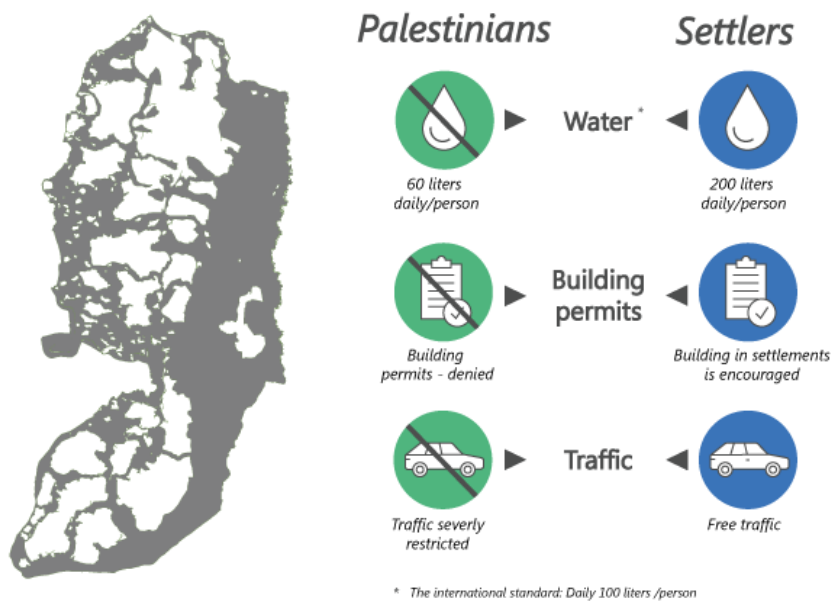 Palestinians
Settlers
Water *
60 liters
daily/person
200 liters
daily/person
Building
permits
Building
permits - denied
Building in settlements
is encouraged
Traffic
Traffic severly
restricted
Free traffic
* The international standard: Daily 100 liters /person